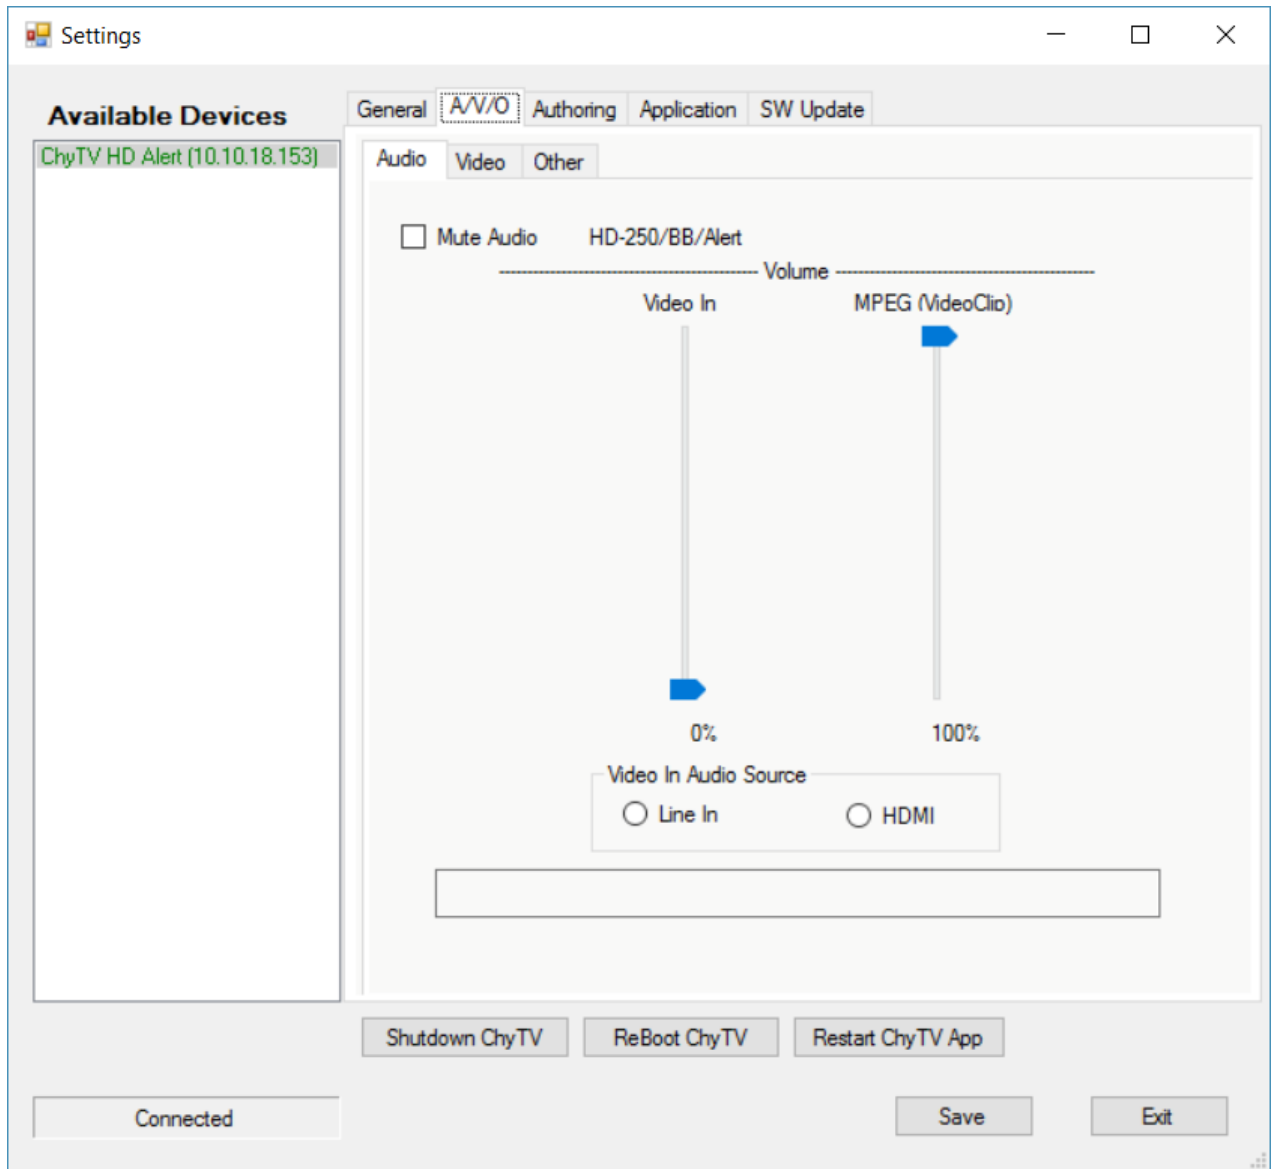 Settings
Available Devices
General A/V/O Authoring Application SW Update
ChyTV HD Alert (10.10.18.153)
Audio Video Other
Mute Audio HD-250/BB/Alert
Volume
Video In MPEG (VideoClip)
0% 100%
Video In Audio Source
Line In HDMI
Shutdown ChyTV ReBoot ChyTV Restart ChyTV App
Connected Save Exit